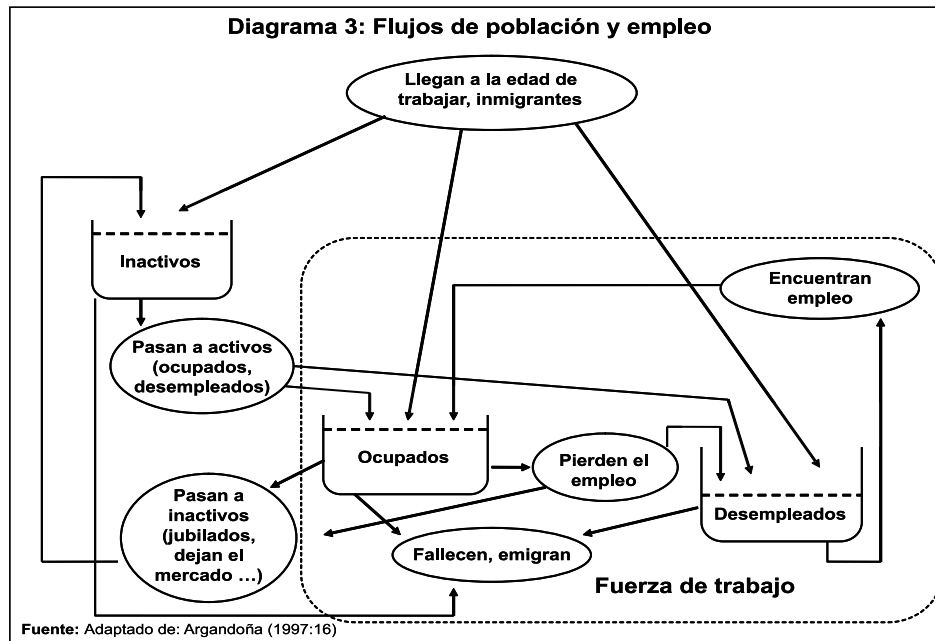 Diagrama 3: Flujos de población y empleo
Llegan a la edad de
trabajar, inmigrantes
Inactivos
Encuentran
empleo
Pasan a activos
(ocupados,
desempleados)
Ocupados
Pierden el
empleo
Desempleados
Pasan a
inactivos
(jubilados,
dejan el
mercado ...)
Fallecen, emigran
Fuerza de trabajo
Fuente: Adaptado de: Argandoña (1997:16)